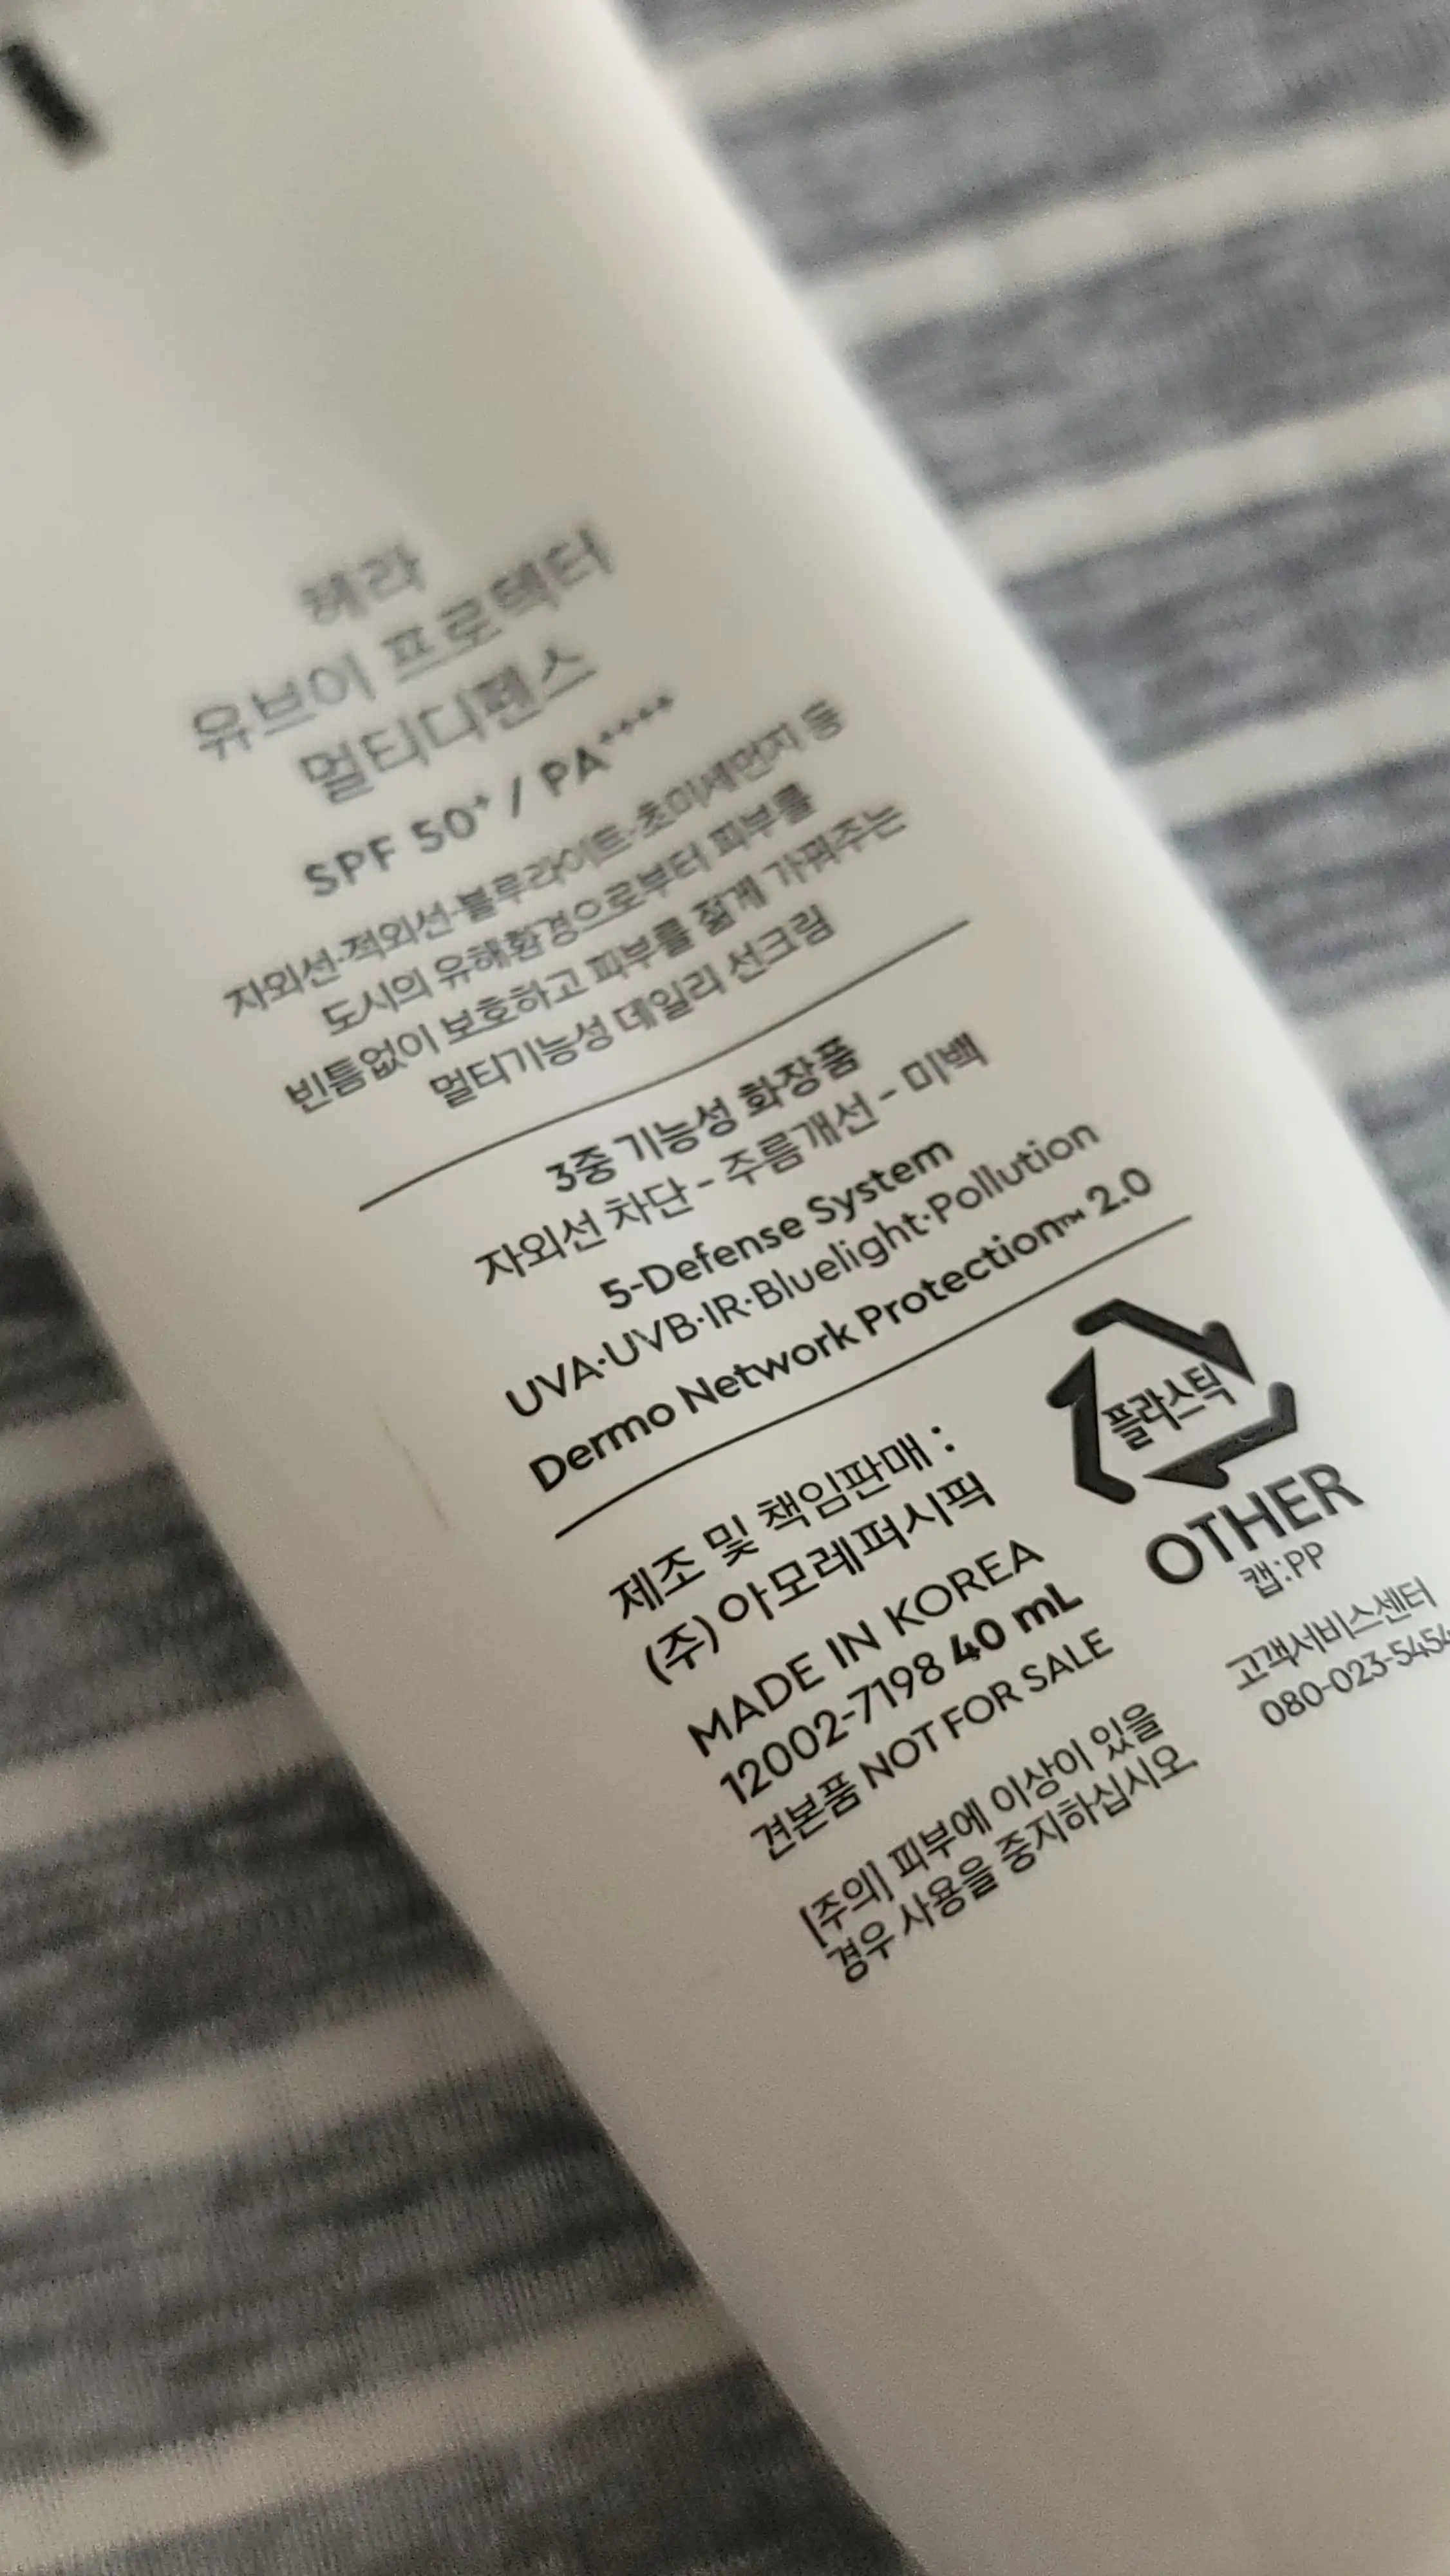 헤라
유브이 프로텍터
멀티디펜스
SPF 50⁺ / PA⁺⁺⁺⁺
자외선·적외선·블루라이트·초미세먼지 등
도시의 유해환경으로부터 피부를
빈틈없이 보호하고 피부를 젊게 가꿔주는
멀티기능성 데일리 선크림
3중 기능성 화장품
자외선 차단 - 주름개선 - 미백
5-Defense System
UVA·UVB·IR·Bluelight·Pollution
Dermo Network Protection™ 2.0
제조 및 책임판매 :
(주) 아모레퍼시픽
MADE IN KOREA
12002-7198 40 mL
견본품 NOT FOR SALE
[주의] 피부에 이상이 있을
경우 사용을 중지하십시오.
플라스틱
OTHER
캡:PP
고객서비스센터
080-023-5454